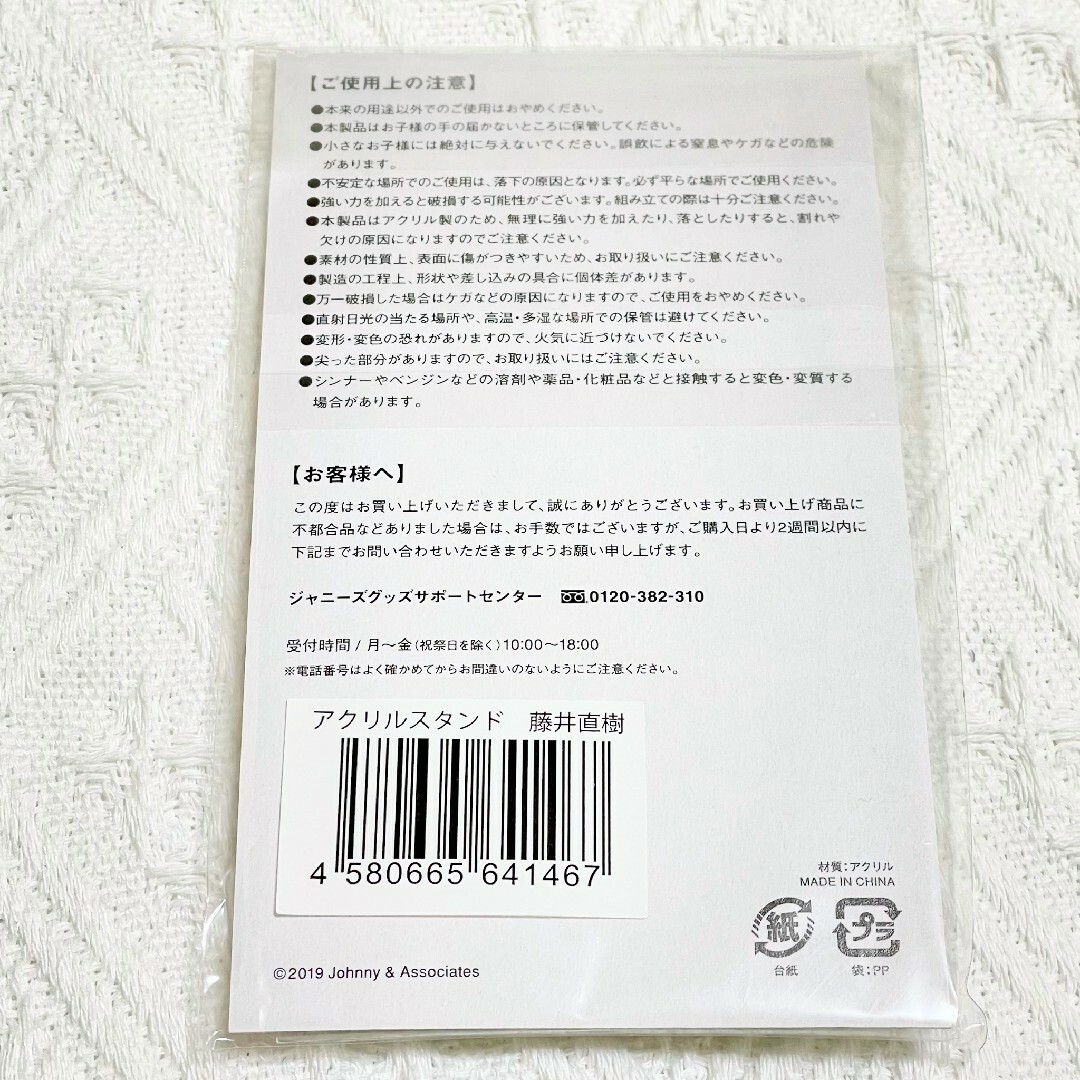 【ご使用上の注意】
●本来の用途以外でのご使用はおやめください。
●本製品はお子様の手の届かないところに保管してください。
●小さなお子様には絶対に与えないでください。誤飲による窒息やケガなどの危険
があります。
●不安定な場所でのご使用は、落下の原因となります。必ず平らな場所でご使用ください。
●強い力を加えると破損する可能性がございます。組み立ての際は十分ご注意ください。
●本製品はアクリル製のため、無理に強い力を加えたり、落としたりすると、割れや
欠けの原因になりますのでご注意ください。
●素材の性質上、表面に傷がつきやすいため、お取り扱いにご注意ください。
●製造の工程上、形状や差し込みの具合に個体差があります。
●万一破損した場合はケガなどの原因になりますので、ご使用をおやめください。
●直射日光の当たる場所や、高温・多湿な場所での保管は避けてください。
●変形・変色の恐れがありますので、火気に近づけないでください。
●尖った部分がありますので、お取り扱いにはご注意ください。
●シンナーやベンジンなどの溶剤や薬品・化粧品などと接触すると変色・変質する
場合があります。
【お客様へ】
この度はお買い上げいただきまして、誠にありがとうございます。お買い上げ商品に
不都合品などありました場合は、お手数ではございますが、ご購入日より2週間以内に
下記までお問い合わせいただきますようお願い申し上げます。
ジャニーズグッズサポートセンター 0120-382-310
受付時間 / 月〜金(祝祭日を除く)10:00〜18:00
※電話番号はよく確かめてからお間違いのないようにご注意ください。
アクリルスタンド 藤井直樹
4 580665 641467
材質:アクリル
MADE IN CHINA
紙 プラ
台紙 袋:PP
©2019 Johnny & Associates